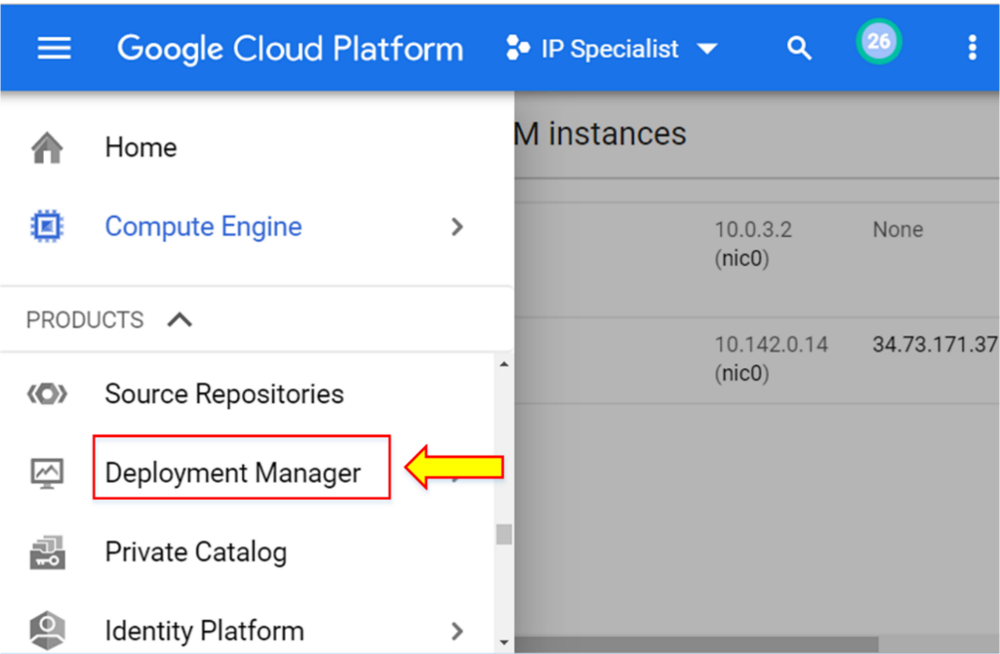 Google Cloud Platform IP Specialist 26
Home
M instances
Compute Engine
10.0.3.2 None
(nic0)
PRODUCTS
10.142.0.14 34.73.171.37
(nic0)
Source Repositories
Deployment Manager
Private Catalog
Identity Platform